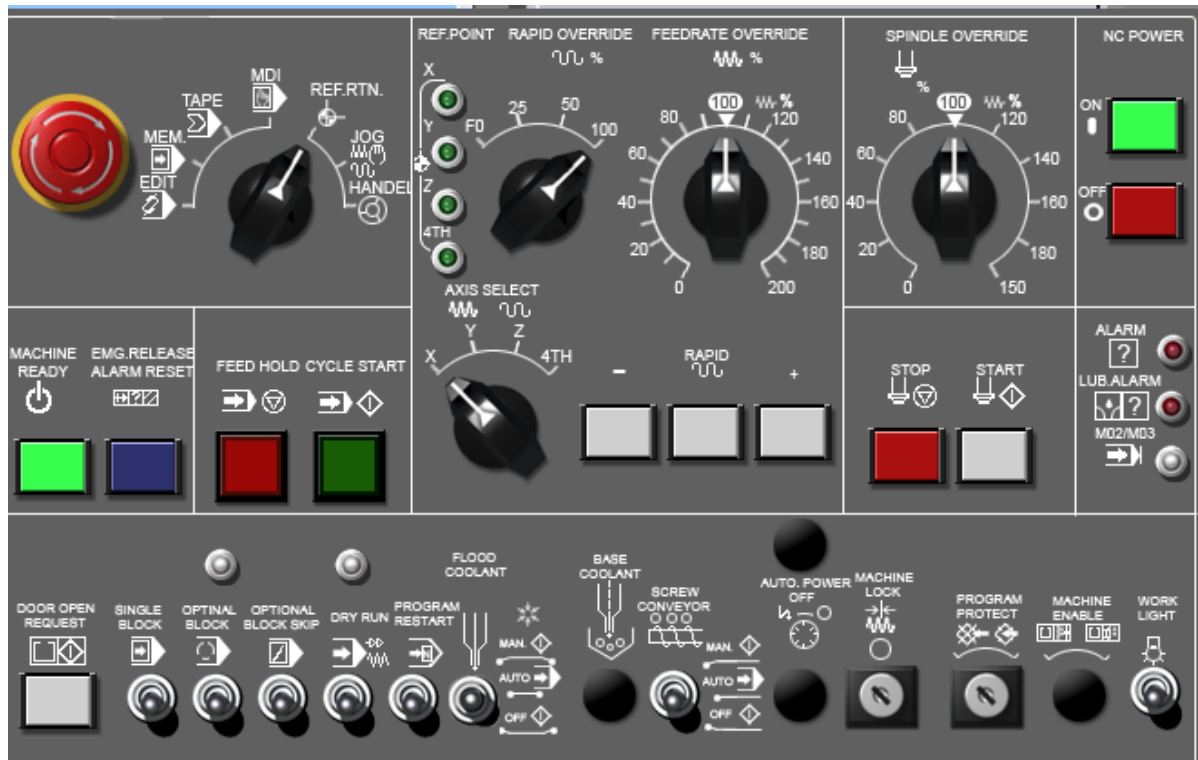 REF.POINT
RAPID OVERRIDE
%
FEEDRATE OVERRIDE
%
SPINDLE OVERRIDE
%
NC POWER
MDI
TAPE
MEM.
EDIT
REF.RTN.
JOG
HANDEL
X
Y
Z
4TH
F0
25
50
100
0
20
40
60
80
100
%
120
140
160
180
200
0
20
40
60
80
100
%
120
140
160
180
150
ON
OFF
MACHINE
READY
EMG.RELEASE
ALARM RESET
FEED HOLD
CYCLE START
AXIS SELECT
X
Y
Z
4TH
RAPID
−
+
STOP
START
ALARM
?
LUB.ALARM
?
M02/M03
DOOR OPEN
REQUEST
SINGLE
BLOCK
OPTINAL
BLOCK
OPTIONAL
BLOCK SKIP
DRY RUN
PROGRAM
RESTART
FLOOD
COOLANT
MAN.
AUTO
OFF
BASE
COOLANT
SCREW
CONVEYOR
MAN.
AUTO
OFF
AUTO. POWER
OFF
MACHINE
LOCK
PROGRAM
PROTECT
MACHINE
ENABLE
WORK
LIGHT